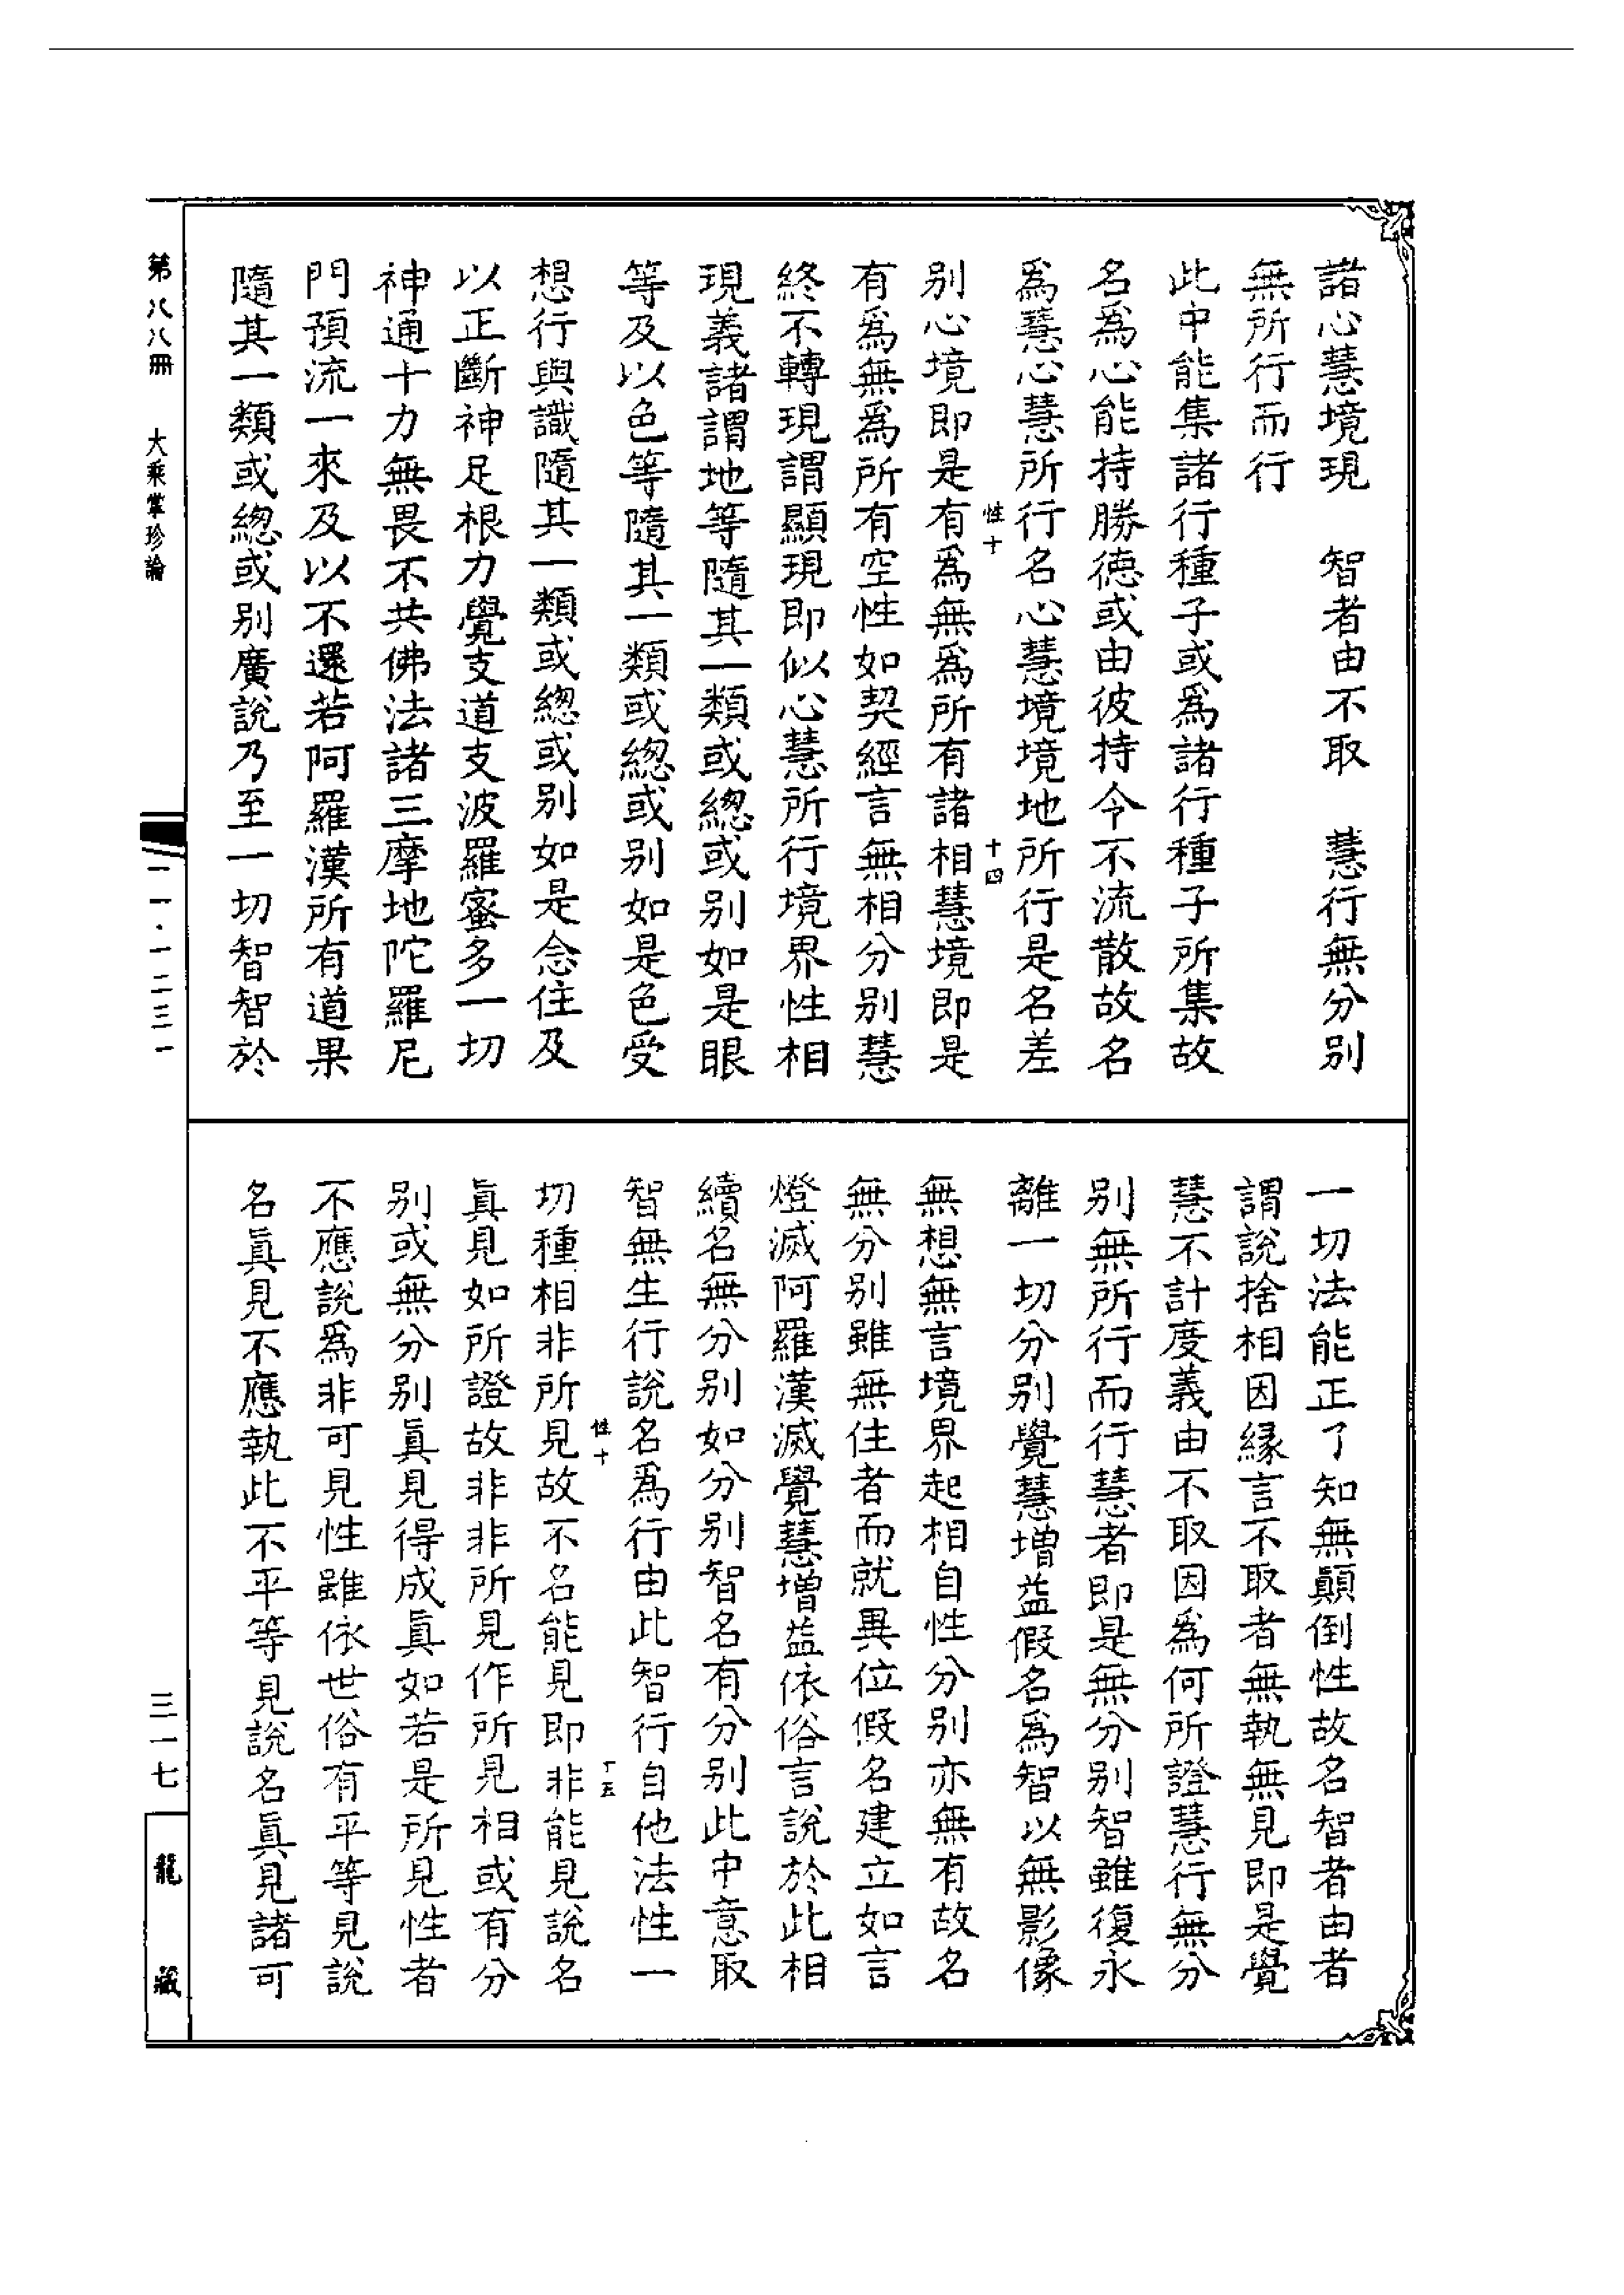 諸心慧境現　智者由不取　慧行無分別
無所行而行
此中能集諸行種子或爲諸行種子所集故
名爲心能持勝德或由彼持令不流散故名
爲慧心慧所行名心慧境境地所行是名差
性十
十四
別心境即是有爲無爲所有諸相慧境即是
有爲無爲所有空性如契經言無相分別慧
終不轉現謂顯現即似心慧所行境界性相
現義諸謂地等隨其一類或總或別如是眼
等及以色等隨其一類或總或別如是色受
想行與識隨其一類或總或別如是念住及
以正斷神足根力覺支道支波羅蜜多一切
神通十力無畏不共佛法諸三摩地陀羅尼
門預流一來及以不還若阿羅漢所有道果
隨其一類或總或別廣說乃至一切智智於
一切法能正了知無顛倒性故名智者由者
謂說捨相因緣言不取者無執無見即是覺
慧不計度義由不取因爲何所證慧行無分
別無所行而行慧者即是無分別智雖復永
離一切分別覺慧增益假名爲智以無影像
無想無言境界起相自性分別亦無有故名
無分別雖無住者而就異位假名建立如言
燈滅阿羅漢滅覺慧增益依俗言說於此相
續名無分別如分別智名有分別此中意取
智無生行說名爲行由此智行自他法性一
性十
十五
切種相非所見故不名能見即非能見說名
眞見如所證故非非所見作所見相或有分
別或無分別眞見得成眞如若是所見性者
不應說爲非可見性雖依世俗有平等見說
名眞見不應執此不平等見說名眞見諸可
第八八冊　大乘掌珍論
一一·一二三一
三一七
龍藏